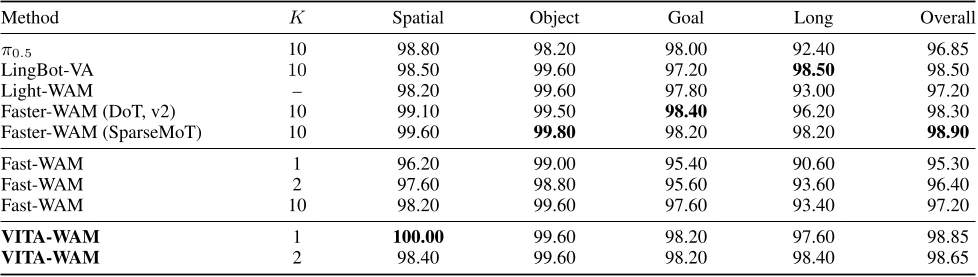 Method K Spatial Object Goal Long Overall
π0.5 10 98.80 98.20 98.00 92.40 96.85
LingBot-VA 10 98.50 99.60 97.20 98.50 98.50
Light-WAM – 98.20 99.60 97.80 93.00 97.20
Faster-WAM (DoT, v2) 10 99.10 99.50 98.40 96.20 98.30
Faster-WAM (SparseMoT) 10 99.60 99.80 98.20 98.20 98.90
Fast-WAM 1 96.20 99.00 95.40 90.60 95.30
Fast-WAM 2 97.60 98.80 95.60 93.60 96.40
Fast-WAM 10 98.20 99.60 97.60 93.40 97.20
VITA-WAM 1 100.00 99.60 98.20 97.60 98.85
VITA-WAM 2 98.40 99.60 98.20 98.40 98.65